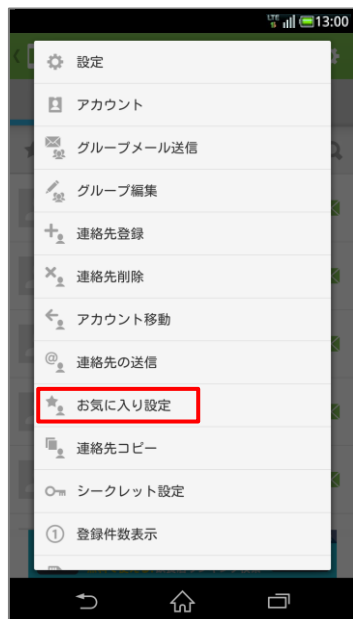 LTE 13:00
設定
アカウント
グループメール送信
グループ編集
連絡先登録
連絡先削除
アカウント移動
連絡先の送信
お気に入り設定
連絡先コピー
シークレット設定
1 登録件数表示